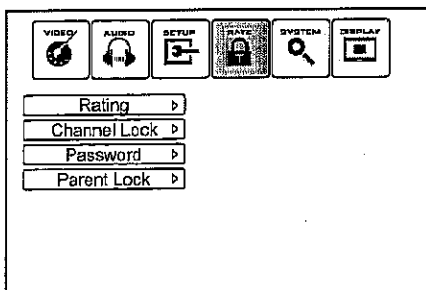 VIDEO AUDIO SETUP RATE SYSTEM DISPLAY
Rating
Channel Lock
Password
Parent Lock